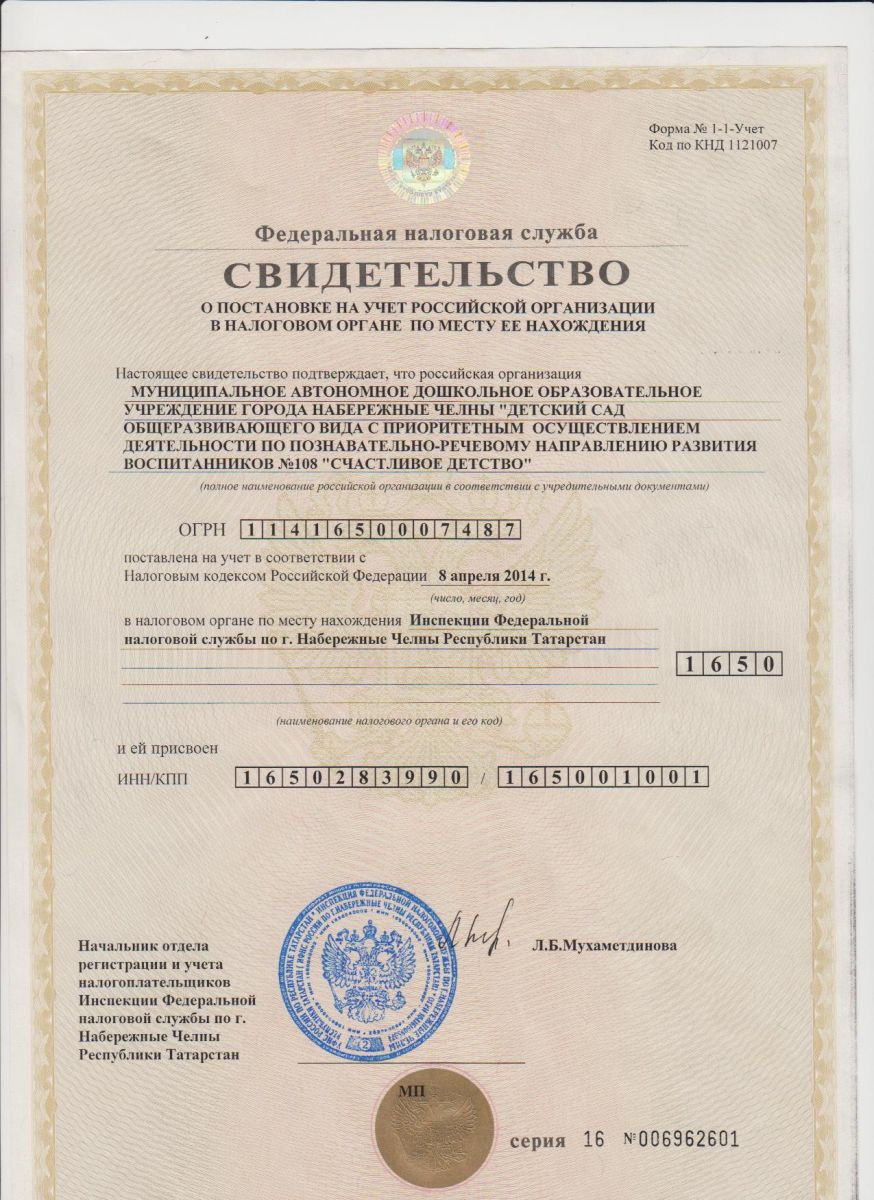 Форма № 1-1-Учет
Код по КНД 1121007
Федеральная налоговая служба
СВИДЕТЕЛЬСТВО
О ПОСТАНОВКЕ НА УЧЕТ РОССИЙСКОЙ ОРГАНИЗАЦИИ
В НАЛОГОВОМ ОРГАНЕ ПО МЕСТУ ЕЕ НАХОЖДЕНИЯ
Настоящее свидетельство подтверждает, что российская организация
МУНИЦИПАЛЬНОЕ АВТОНОМНОЕ ДОШКОЛЬНОЕ ОБРАЗОВАТЕЛЬНОЕ
УЧРЕЖДЕНИЕ ГОРОДА НАБЕРЕЖНЫЕ ЧЕЛНЫ "ДЕТСКИЙ САД
ОБЩЕРАЗВИВАЮЩЕГО ВИДА С ПРИОРИТЕТНЫМ ОСУЩЕСТВЛЕНИЕМ
ДЕЯТЕЛЬНОСТИ ПО ПОЗНАВАТЕЛЬНО-РЕЧЕВОМУ НАПРАВЛЕНИЮ РАЗВИТИЯ
ВОСПИТАННИКОВ №108 "СЧАСТЛИВОЕ ДЕТСТВО"
(полное наименование российской организации в соответствии с учредительными документами)
ОГРН 1141650007487
поставлена на учет в соответствии с
Налоговым кодексом Российской Федерации 8 апреля 2014 г.
(число, месяц, год)
в налоговом органе по месту нахождения Инспекции Федеральной
налоговой службы по г. Набережные Челны Республики Татарстан
1650
(наименование налогового органа и его код)
и ей присвоен
ИНН/КПП 1650283990 / 165001001
Начальник отдела
регистрации и учета
налогоплательщиков
Инспекции Федеральной
налоговой службы по г.
Набережные Челны
Республики Татарстан
Л.Б.Мухаметдинова
МП
серия 16 №006962601